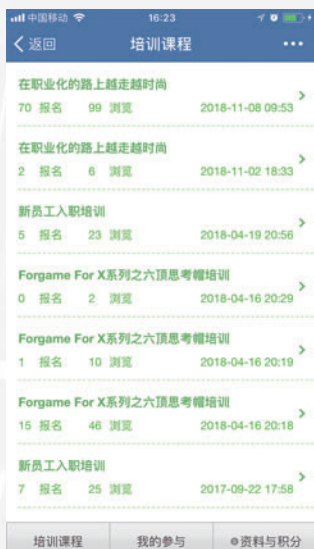 中国移动 16:23
返回 培训课程
在职业化的路上越走越时尚
70 报名 99 浏览 2018-11-08 09:53
在职业化的路上越走越时尚
2 报名 6 浏览 2018-11-02 18:33
新员工入职培训
5 报名 23 浏览 2018-04-19 20:56
Forgame For X系列之六顶思考帽培训
0 报名 2 浏览 2018-04-16 20:29
Forgame For X系列之六顶思考帽培训
1 报名 10 浏览 2018-04-16 20:19
Forgame For X系列之六顶思考帽培训
15 报名 46 浏览 2018-04-16 20:18
新员工入职培训
7 报名 25 浏览 2017-09-22 17:58
培训课程 我的参与 资料与积分